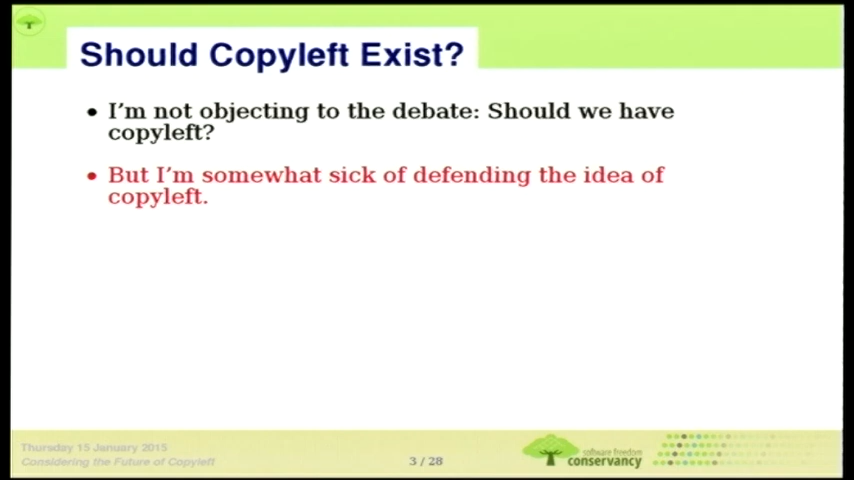 Should Copyleft Exist?
• I'm not objecting to the debate: Should we have
copyleft?
• But I'm somewhat sick of defending the idea of
copyleft.
Thursday 15 January 2015
Considering the Future of Copyleft
3 / 28
software freedom
conservancy